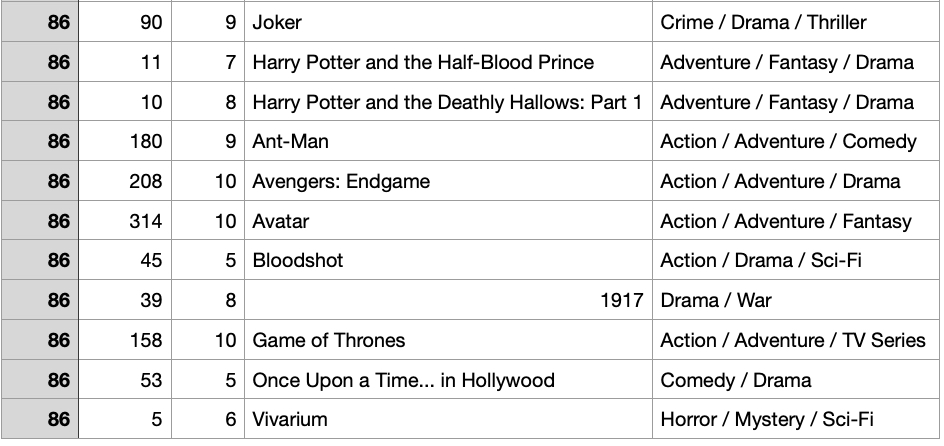 86 90 9 Joker Crime / Drama / Thriller
86 11 7 Harry Potter and the Half-Blood Prince Adventure / Fantasy / Drama
86 10 8 Harry Potter and the Deathly Hallows: Part 1 Adventure / Fantasy / Drama
86 180 9 Ant-Man Action / Adventure / Comedy
86 208 10 Avengers: Endgame Action / Adventure / Drama
86 314 10 Avatar Action / Adventure / Fantasy
86 45 5 Bloodshot Action / Drama / Sci-Fi
86 39 8 1917 Drama / War
86 158 10 Game of Thrones Action / Adventure / TV Series
86 53 5 Once Upon a Time... in Hollywood Comedy / Drama
86 5 6 Vivarium Horror / Mystery / Sci-Fi